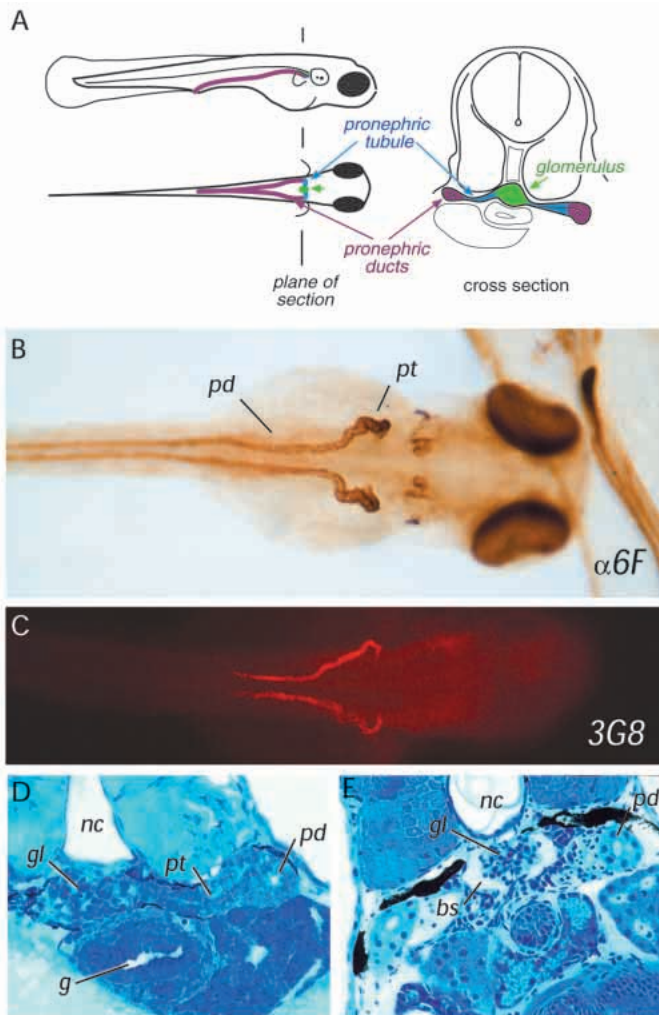 A
pronephric
tubule
glomerulus
pronephric
ducts
plane of
section
cross section
B
pd
pt
α6F
C
3G8
D
nc
gl
pt
pd
g
E
nc
gl
pd
bs